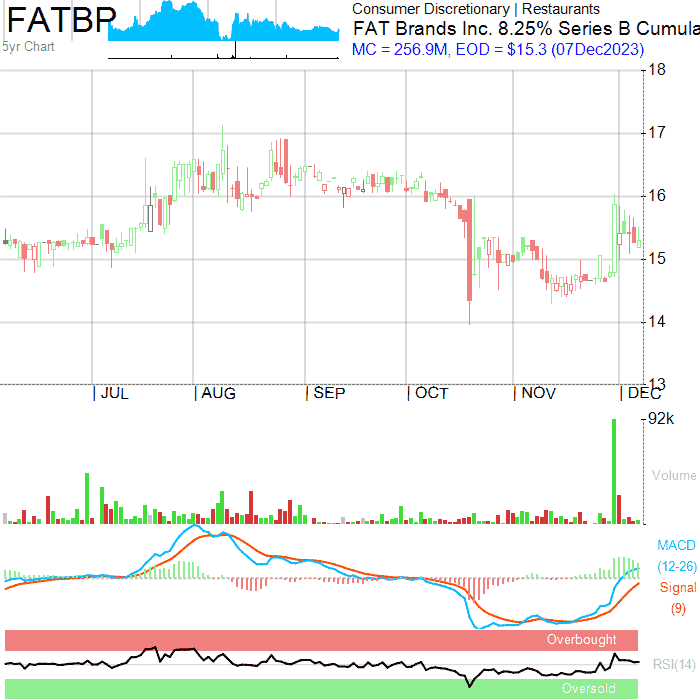 FATBP
5yr Chart
Consumer Discretionary | Restaurants
FAT Brands Inc. 8.25% Series B Cumula
MC = 256.9M, EOD = $15.3 (07Dec2023)
18
17
16
15
14
13
JUL
AUG
SEP
OCT
NOV
DEC
92k
Volume
MACD
(12-26)
Signal
(9)
Overbought
RSI(14)
Oversold